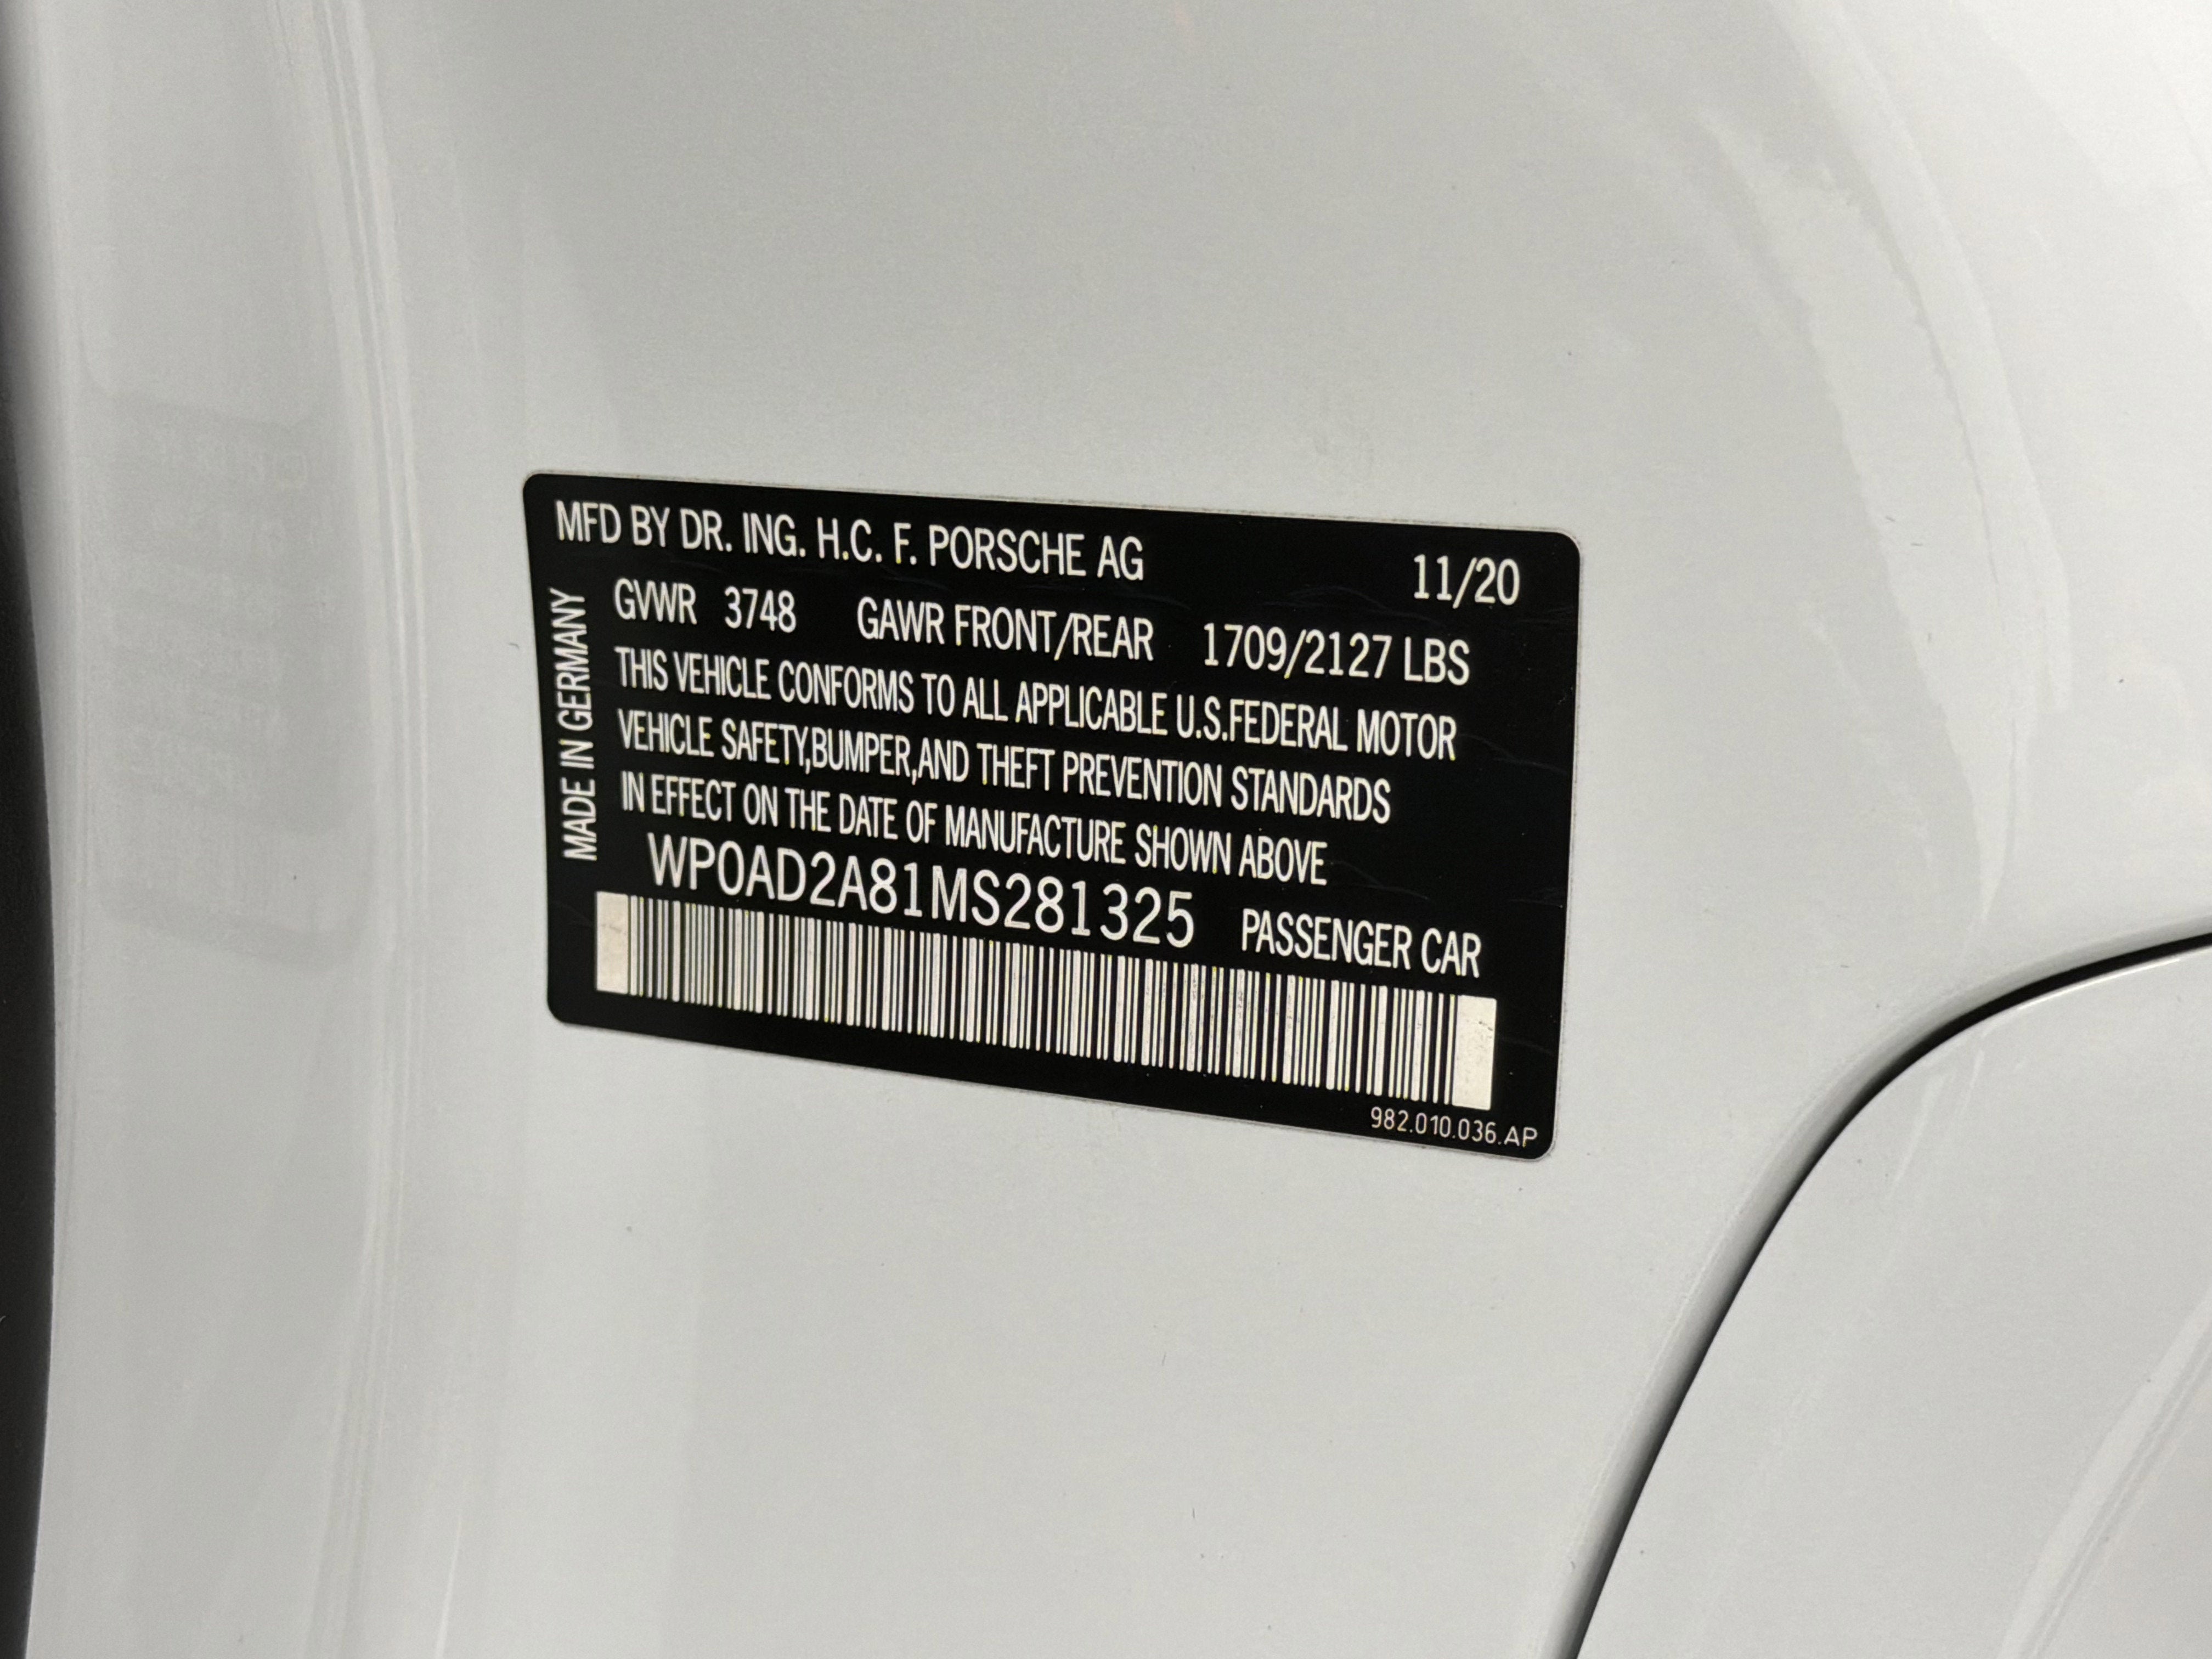 MFD BY DR. ING. H.C. F. PORSCHE AG 11/20
MADE IN GERMANY
GVWR 3748 GAWR FRONT/REAR 1709/2127 LBS
THIS VEHICLE CONFORMS TO ALL APPLICABLE U.S.FEDERAL MOTOR
VEHICLE SAFETY,BUMPER,AND THEFT PREVENTION STANDARDS
IN EFFECT ON THE DATE OF MANUFACTURE SHOWN ABOVE
WP0AD2A81MS281325 PASSENGER CAR
982.010.036.AP